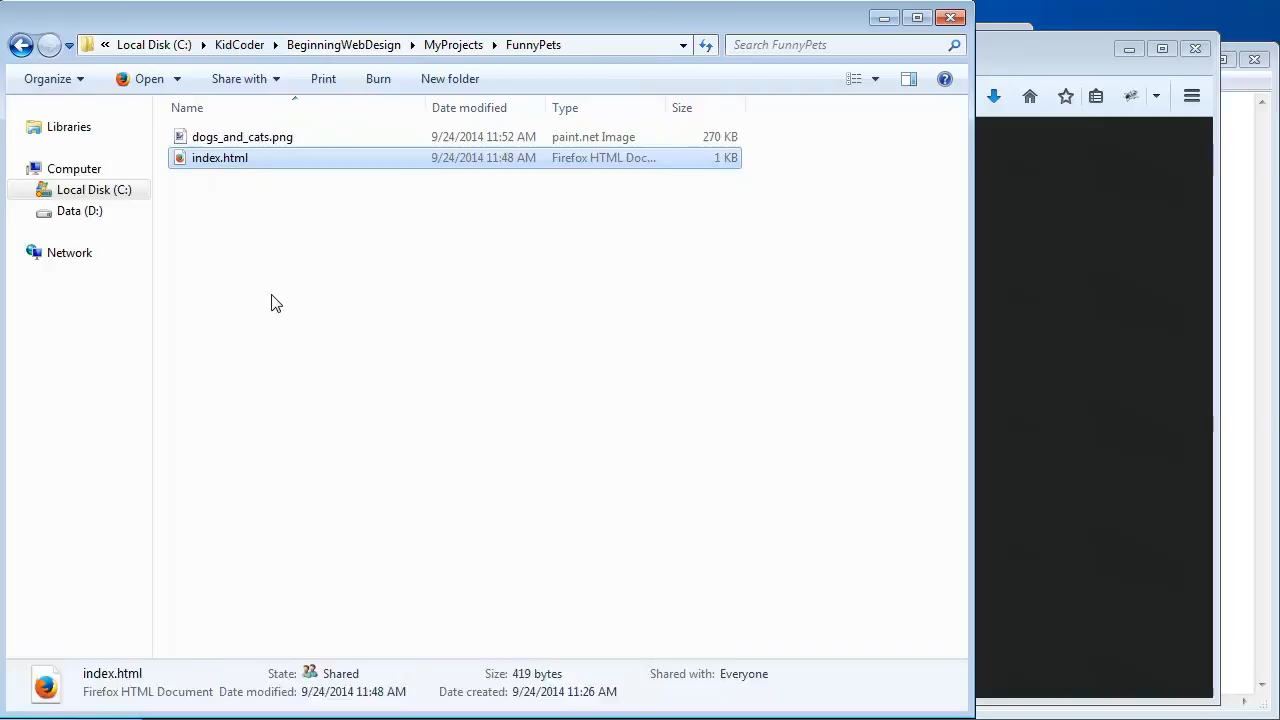 « Local Disk (C:) KidCoder BeginningWebDesign MyProjects FunnyPets Search FunnyPets
Organize Open Share with Print Burn New folder
Name Date modified Type Size
Libraries
Computer
Local Disk (C:)
Data (D:)
Network
dogs_and_cats.png 9/24/2014 11:52 AM paint.net Image 270 KB
index.html 9/24/2014 11:48 AM Firefox HTML Doc... 1 KB
index.html State: Shared Size: 419 bytes Shared with: Everyone
Firefox HTML Document Date modified: 9/24/2014 11:48 AM Date created: 9/24/2014 11:26 AM